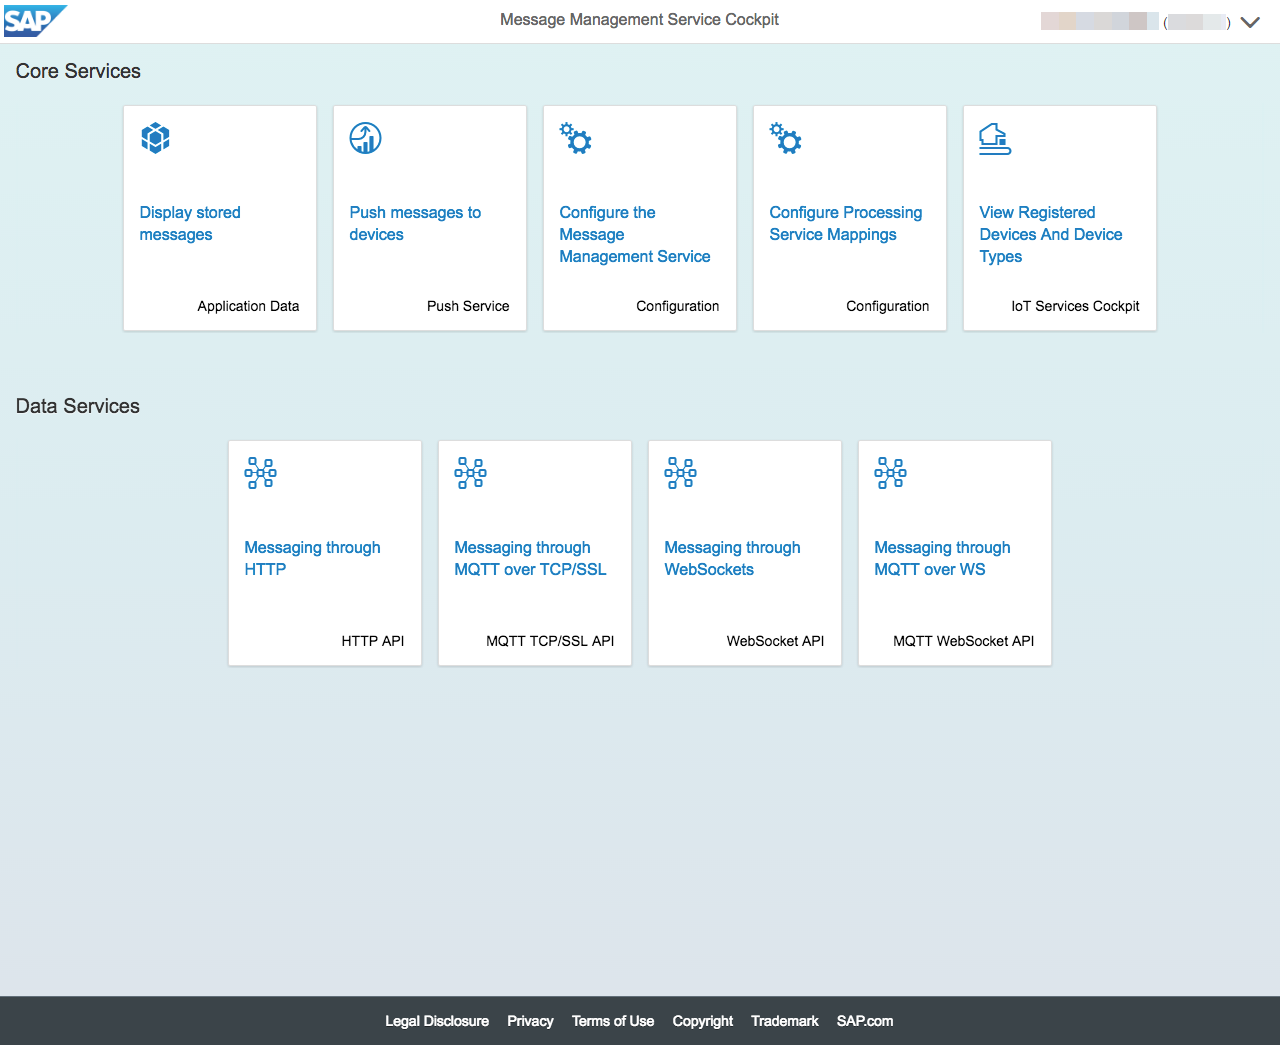 SAP
Message Management Service Cockpit
( )
Core Services
Display stored
messages
Application Data
Push messages to
devices
Push Service
Configure the
Message
Management Service
Configuration
Configure Processing
Service Mappings
Configuration
View Registered
Devices And Device
Types
IoT Services Cockpit
Data Services
Messaging through
HTTP
HTTP API
Messaging through
MQTT over TCP/SSL
MQTT TCP/SSL API
Messaging through
WebSockets
WebSocket API
Messaging through
MQTT over WS
MQTT WebSocket API
Legal Disclosure Privacy Terms of Use Copyright Trademark SAP.com